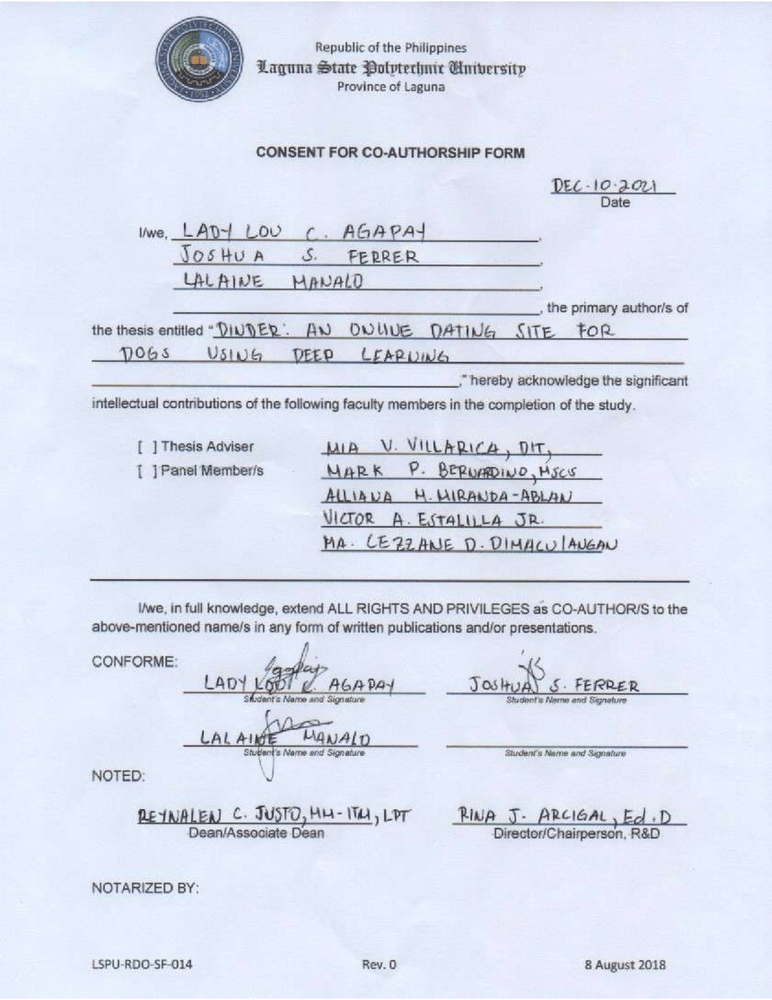 Republic of the Philippines
Laguna State Polytechnic University
Province of Laguna
CONSENT FOR CO-AUTHORSHIP FORM
DEC. 10. 2021
Date
I/we, LADY LOU C. AGAPAY,
JOSHUA S. FERRER,
LALAINE MANALO,
, the primary author/s of
the thesis entitled "DINDER: AN ONLINE DATING SITE FOR
DOGS USING DEEP LEARNING
," hereby acknowledge the significant
intellectual contributions of the following faculty members in the completion of the study.
[ ] Thesis Adviser MIA V. VILLARICA, DIT,
[ ] Panel Member/s MARK P. BERNARDINO, MSCS
ALLIANA M. MIRANDA-ABLAN
VICTOR A. ESTALILLA JR.
MA. CEZZANE D. DIMACULANGAN
I/we, in full knowledge, extend ALL RIGHTS AND PRIVILEGES as CO-AUTHOR/S to the
above-mentioned name/s in any form of written publications and/or presentations.
CONFORME:
LADY LOU C. AGAPAY JOSHUA S. FERRER
Student's Name and Signature Student's Name and Signature
LALAINE MANALO
Student's Name and Signature Student's Name and Signature
NOTED:
REYNALEN C. JUSTO, MM-ITM, LPT RINA J. ARCIGAL, Ed.D
Dean/Associate Dean Director/Chairperson, R&D
NOTARIZED BY:
LSPU-RDO-SF-014 Rev. 0 8 August 2018